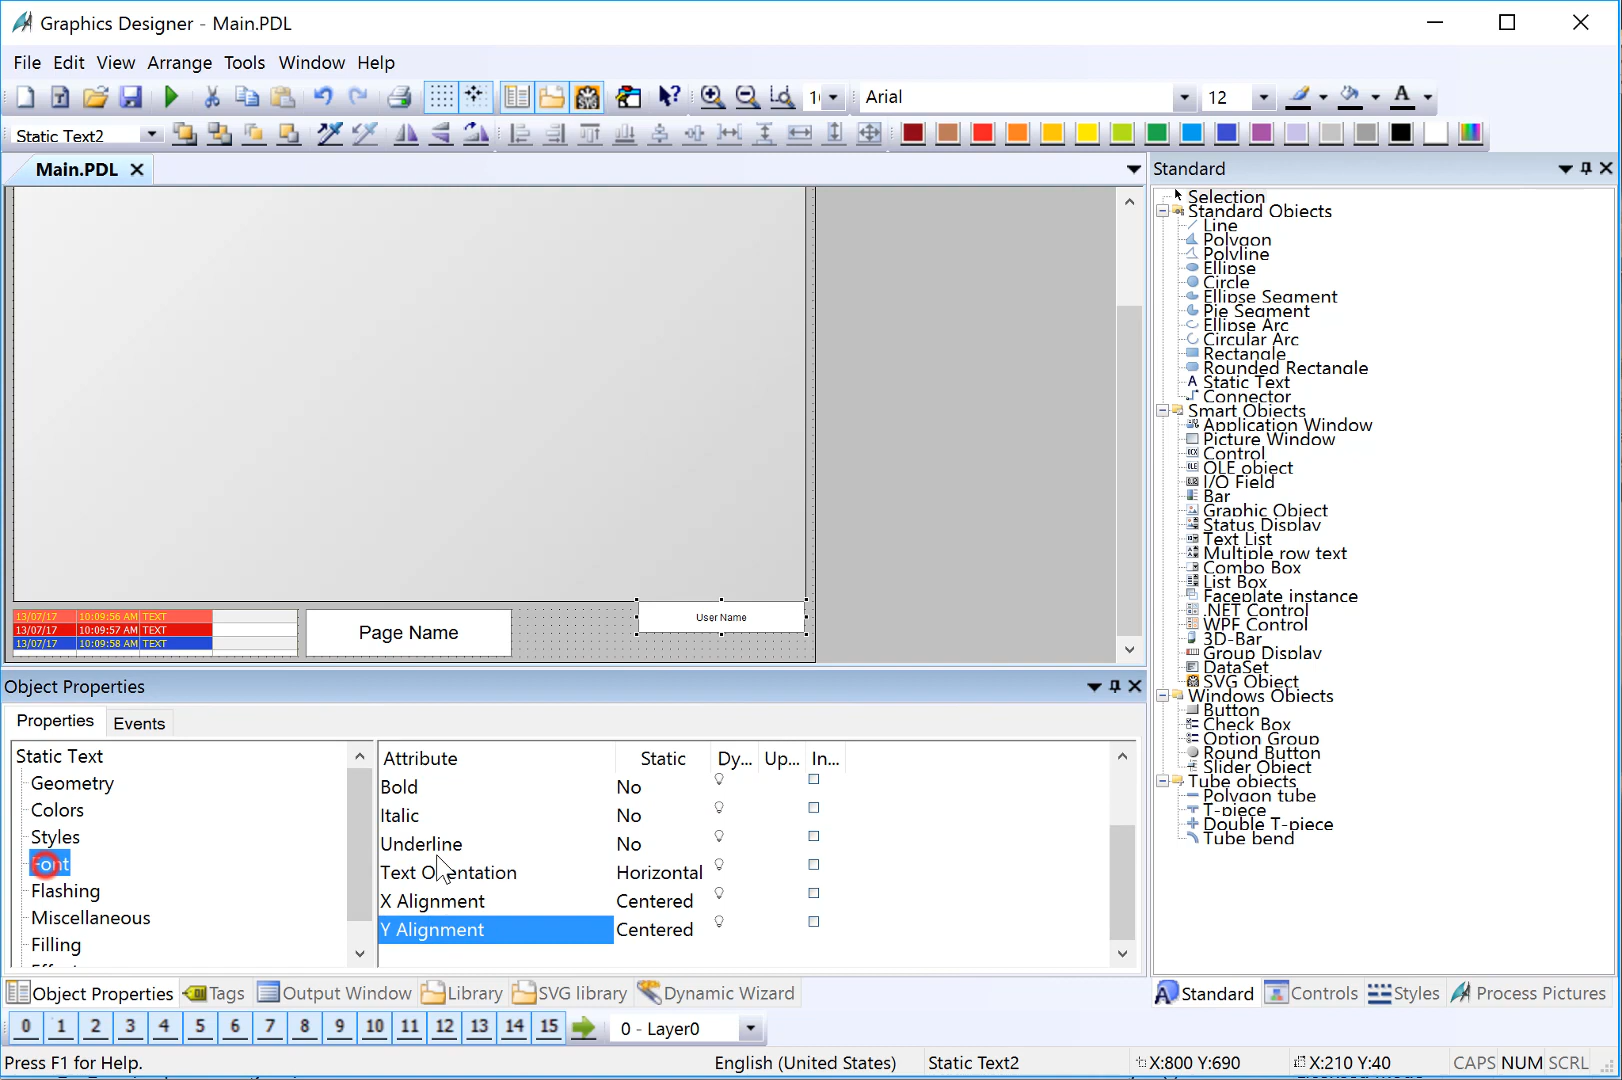 Graphics Designer - Main.PDL
File Edit View Arrange Tools Window Help
Arial 12
Static Text2
Main.PDL
Standard
Selection
Standard Objects
Line
Polygon
Polyline
Ellipse
Circle
Ellipse Segment
Pie Segment
Ellipse Arc
Circular Arc
Rectangle
Rounded Rectangle
Static Text
Connector
Smart Objects
Application Window
Picture Window
Control
OLE object
I/O Field
Bar
Graphic Object
Status Display
Text List
Multiple row text
Combo Box
List Box
Faceplate instance
.NET Control
WPF Control
3D-Bar
Group Display
DataSet
SVG Object
Windows Objects
Button
Check Box
Option Group
Round Button
Slider Object
Tube objects
Polygon tube
T-piece
Double T-piece
Tube bend
13/07/17 10:09:56 AM TEXT
13/07/17 10:09:57 AM TEXT
13/07/17 10:09:58 AM TEXT
Page Name
User Name
Object Properties
Properties Events
Static Text
Geometry
Colors
Styles
Font
Flashing
Miscellaneous
Filling
Attribute Static Dy... Up... In...
Bold No
Italic No
Underline No
Text Orientation Horizontal
X Alignment Centered
Y Alignment Centered
Object Properties Tags Output Window Library SVG library Dynamic Wizard
Standard Controls Styles Process Pictures
0 1 2 3 4 5 6 7 8 9 10 11 12 13 14 15 0 - Layer0
Press F1 for Help. English (United States) Static Text2 X:800 Y:690 X:210 Y:40 CAPS NUM SCRL